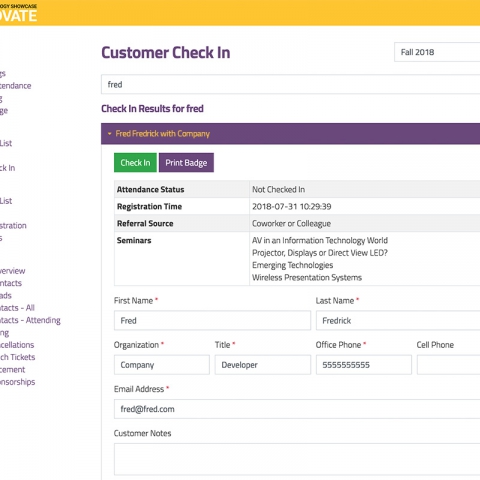 OGY SHOWCASE
OVATE
Customer Check In
Fall 2018
fred
Check In Results for fred
Fred Fredrick with Company
Check In Print Badge
Attendance Status Not Checked In
Registration Time 2018-07-31 10:29:39
Referral Source Coworker or Colleague
Seminars AV in an Information Technology World
Projector, Displays or Direct View LED?
Emerging Technologies
Wireless Presentation Systems
First Name * Last Name *
Fred Fredrick
Organization * Title * Office Phone * Cell Phone
Company Developer 5555555555
Email Address *
fred@fred.com
Customer Notes
gs
ttendance
g
ge
List
ck In
List
stration
s
verview
ntacts
ads
tacts - All
tacts - Attending
ng
cellations
ch Tickets
cement
onsorships